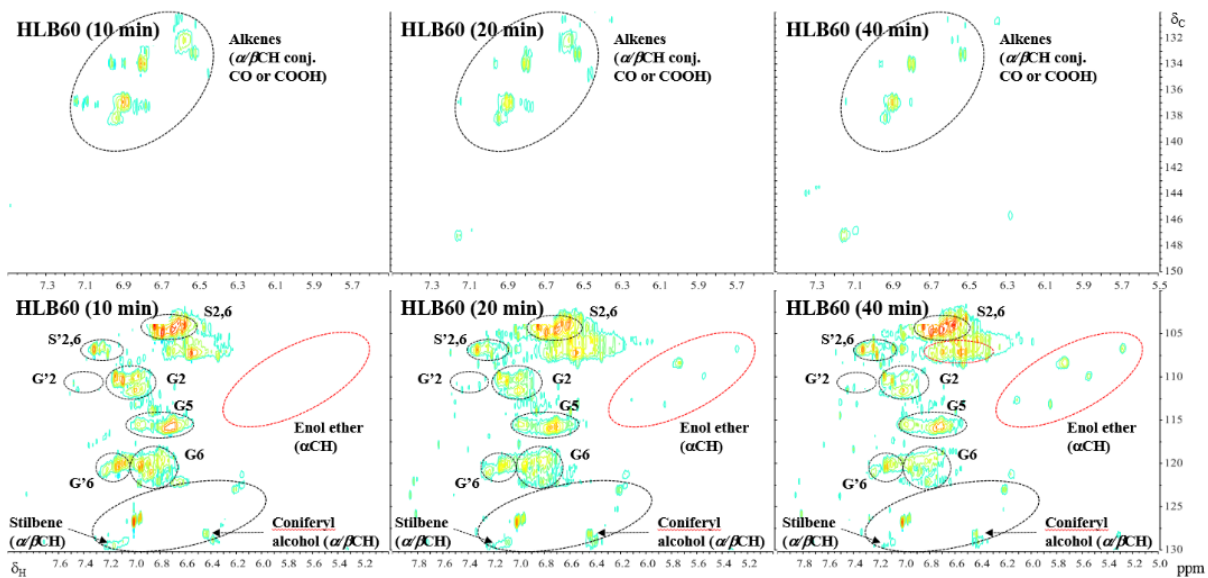 HLB60 (10 min)
Alkenes
(α/βCH conj.
CO or COOH)
HLB60 (20 min)
Alkenes
(α/βCH conj.
CO or COOH)
HLB60 (40 min)
Alkenes
(α/βCH conj.
CO or COOH)
δC
132
134
136
138
140
142
144
146
148
150
7.3 7.1 6.9 6.7 6.5 6.3 6.1 5.9 5.7
7.3 7.1 6.9 6.7 6.5 6.3 6.1 5.9 5.7
7.3 7.1 6.9 6.7 6.5 6.3 6.1 5.9 5.7
HLB60 (10 min)
S2,6
S'2,6
G'2
G2
G5
Enol ether
(αCH)
G6
G'6
Stilbene
(α/βCH)
Coniferyl
alcohol (α/βCH)
HLB60 (20 min)
S2,6
S'2,6
G'2
G2
G5
Enol ether
(αCH)
G6
G'6
Stilbene
(α/βCH)
Coniferyl
alcohol (α/βCH)
HLB60 (40 min)
S2,6
S'2,6
G'2
G2
G5
Enol ether
(αCH)
G6
G'6
Stilbene
(α/βCH)
Coniferyl
alcohol (α/βCH)
105
110
115
120
125
130
δH
7.8 7.6 7.4 7.2 7.0 6.8 6.6 6.4 6.2 6.0 5.8 5.6 5.4 5.2
7.8 7.6 7.4 7.2 7.0 6.8 6.6 6.4 6.2 6.0 5.8 5.6 5.4 5.2
7.8 7.6 7.4 7.2 7.0 6.8 6.6 6.4 6.2 6.0 5.8 5.6 5.4 5.2 5.0
ppm